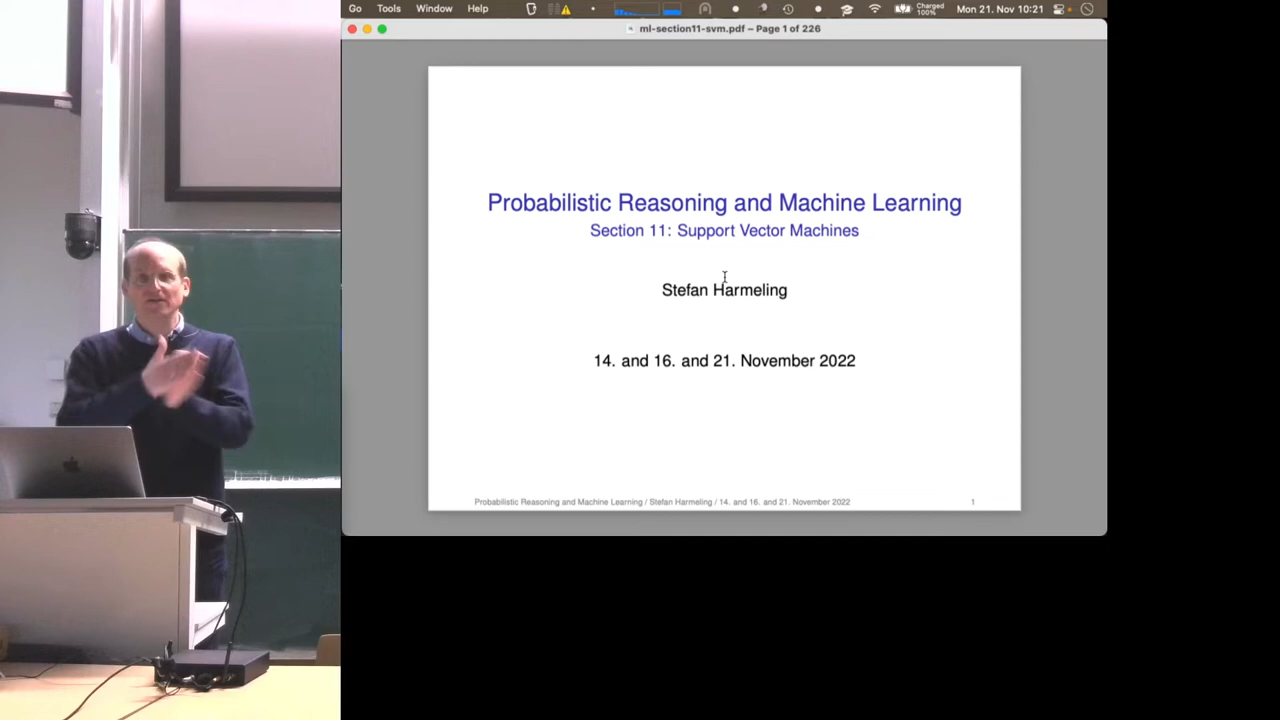 Go Tools Window Help Charged 100% Mon 21. Nov 10:21
ml-section11-svm.pdf – Page 1 of 226
Probabilistic Reasoning and Machine Learning
Section 11: Support Vector Machines
Stefan Harmeling
14. and 16. and 21. November 2022
Probabilistic Reasoning and Machine Learning / Stefan Harmeling / 14. and 16. and 21. November 2022 1